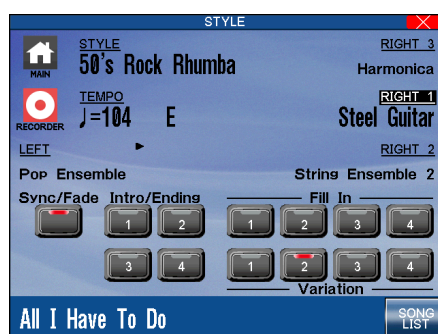 STYLE
STYLE
RIGHT 3
50's Rock Rhumba
MAIN
Harmonica
TEMPO
RIGHT 1
♩=104 E
Steel Guitar
RECORDER
LEFT
RIGHT 2
Pop Ensemble
String Ensemble 2
Sync/Fade Intro/Ending Fill In
1 2 1 2 3 4
3 4 1 2 3 4
Variation
All I Have To Do
SONG
LIST